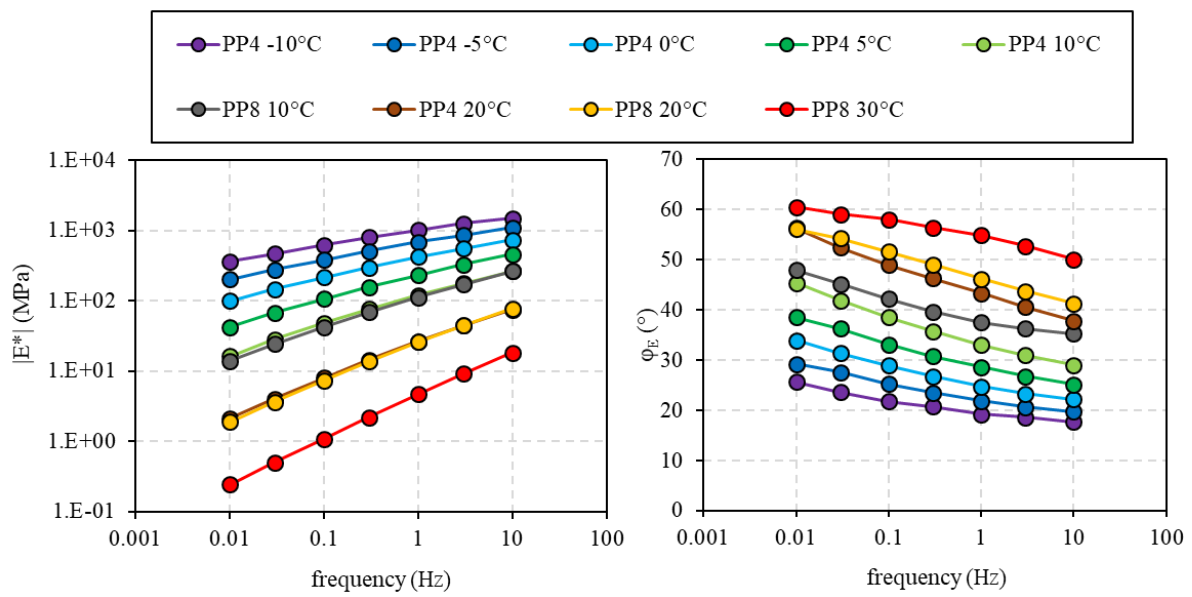 PP4 -10°C PP4 -5°C PP4 0°C PP4 5°C PP4 10°C
PP8 10°C PP4 20°C PP8 20°C PP8 30°C
|E*| (MPa)
1.E+04
1.E+03
1.E+02
1.E+01
1.E+00
1.E-01
0.001 0.01 0.1 1 10 100
frequency (Hz)
φE (°)
70
60
50
40
30
20
10
0
0.001 0.01 0.1 1 10 100
frequency (Hz)